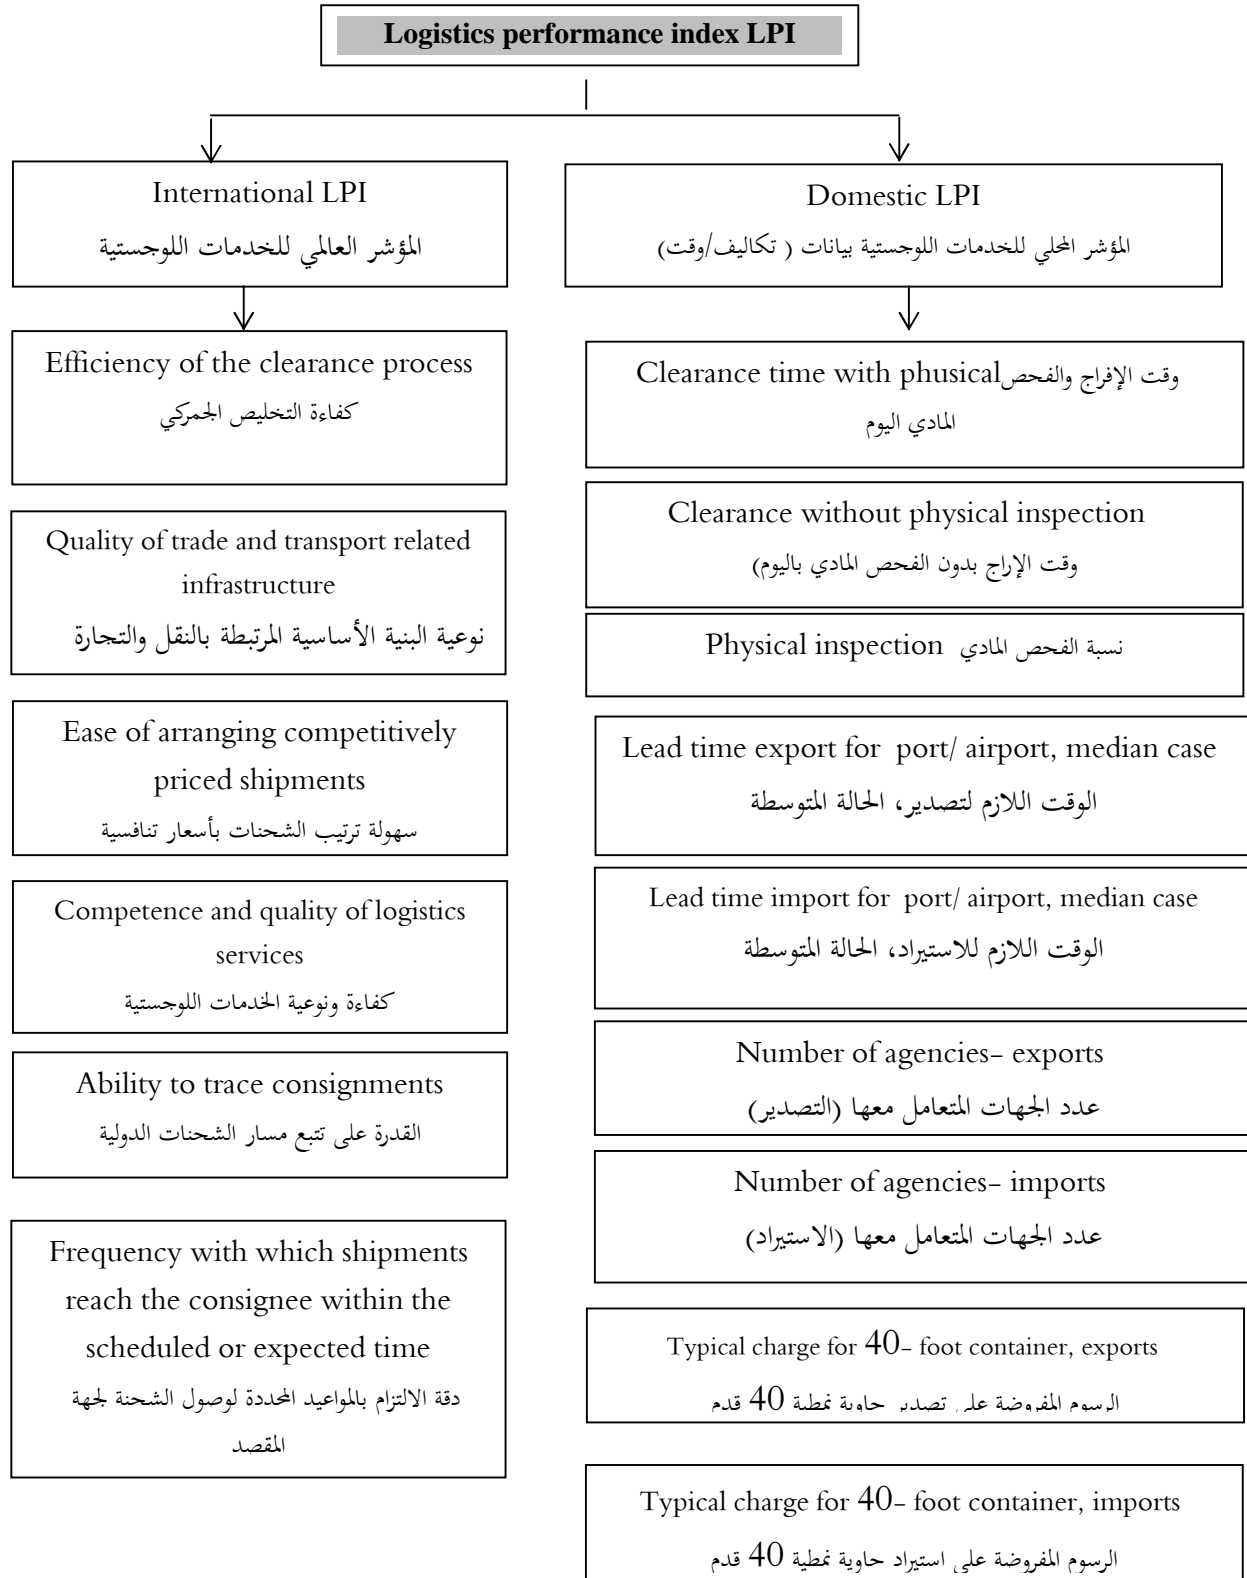 Logistics performance index LPI
International LPI
المؤشر العالمي للخدمات اللوجستية
Efficiency of the clearance process
كفاءة التخليص الجمركي
Quality of trade and transport related
infrastructure
نوعية البنية الأساسية المرتبطة بالنقل والتجارة
Ease of arranging competitively
priced shipments
سهولة ترتيب الشحنات بأسعار تنافسية
Competence and quality of logistics
services
كفاءة ونوعية الخدمات اللوجستية
Ability to trace consignments
القدرة على تتبع مسار الشحنات الدولية
Frequency with which shipments
reach the consignee within the
scheduled or expected time
دقة الالتزام بالمواعيد المحددة لوصول الشحنة لجهة
المقصد
Domestic LPI
المؤشر المحلي للخدمات اللوجستية بيانات ( تكاليف/وقت)
Clearance time with phusical وقت الإفراج والفحص
المادي اليوم
Clearance without physical inspection
وقت الإراج بدون الفحص المادي باليوم)
Physical inspection نسبة الفحص المادي
Lead time export for port/ airport, median case
الوقت اللازم لتصدير، الحالة المتوسطة
Lead time import for port/ airport, median case
الوقت اللازم للاستيراد، الحالة المتوسطة
Number of agencies- exports
عدد الجهات المتعامل معها (التصدير)
Number of agencies- imports
عدد الجهات المتعامل معها (الاستيراد)
Typical charge for 40- foot container, exports
الرسوم المفروضة على تصدير حاوية نمطية 40 قدم
Typical charge for 40- foot container, imports
الرسوم المفروضة على استيراد حاوية نمطية 40 قدم